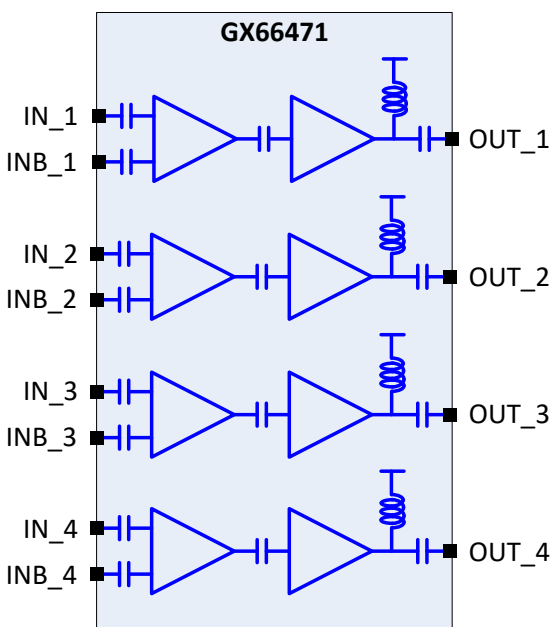 GX66471
IN_1
INB_1
OUT_1
IN_2
INB_2
OUT_2
IN_3
INB_3
OUT_3
IN_4
INB_4
OUT_4